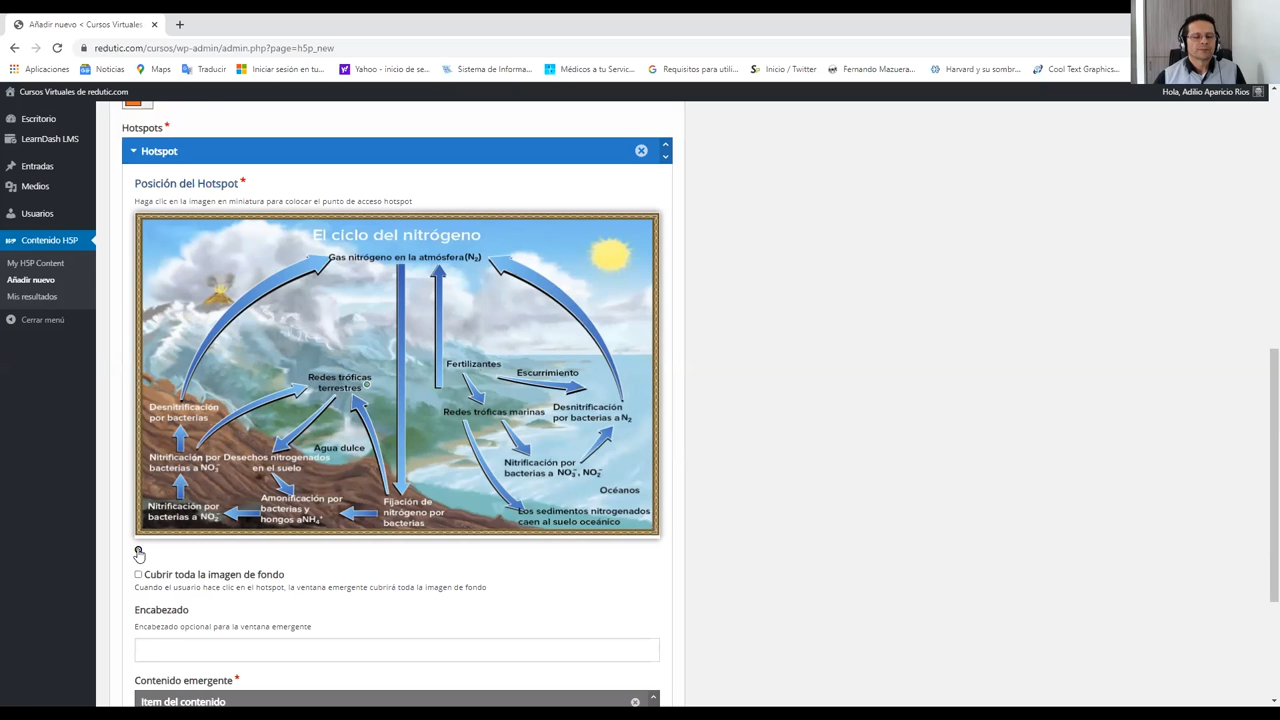 Añadir nuevo < Cursos Virtuales
redutic.com/cursos/wp-admin/admin.php?page=h5p_new
Aplicaciones Noticias Maps Traducir Iniciar sesión en tu... Yahoo - inicio de se... Sistema de Informa... Médicos a tu Servic... Requisitos para utili... Inicio / Twitter Fernando Mazuera... Harvard y su sombr... Cool Text Graphics...
Cursos Virtuales de redutic.com
Hola, Adilio Aparicio Rios
Escritorio
LearnDash LMS
Entradas
Medios
Usuarios
Contenido H5P
My H5P Content
Añadir nuevo
Mis resultados
Cerrar menú
Hotspots *
Hotspot
Posición del Hotspot *
Haga clic en la imagen en miniatura para colocar el punto de acceso hotspot
El ciclo del nitrógeno
Gas nitrógeno en la atmósfera(N₂)
Fertilizantes
Escurrimiento
Redes tróficas
terrestres
Redes tróficas marinas
Desnitrificación
por bacterias
Desnitrificación
por bacterias a N₂
Agua dulce
Nitrificación por
bacterias a NO₃⁻
Desechos nitrogenados
en el suelo
Nitrificación por
bacterias a NO₃⁻, NO₂⁻
Océanos
Nitrificación por
bacterias a NO₂⁻
Amonificación por
bacterias y
hongos aNH₄⁺
Fijación de
nitrógeno por
bacterias
Los sedimentos nitrogenados
caen al suelo oceánico
Cubrir toda la imagen de fondo
Cuando el usuario hace clic en el hotspot, la ventana emergente cubrirá toda la imagen de fondo
Encabezado
Encabezado opcional para la ventana emergente
Contenido emergente *
Item del contenido